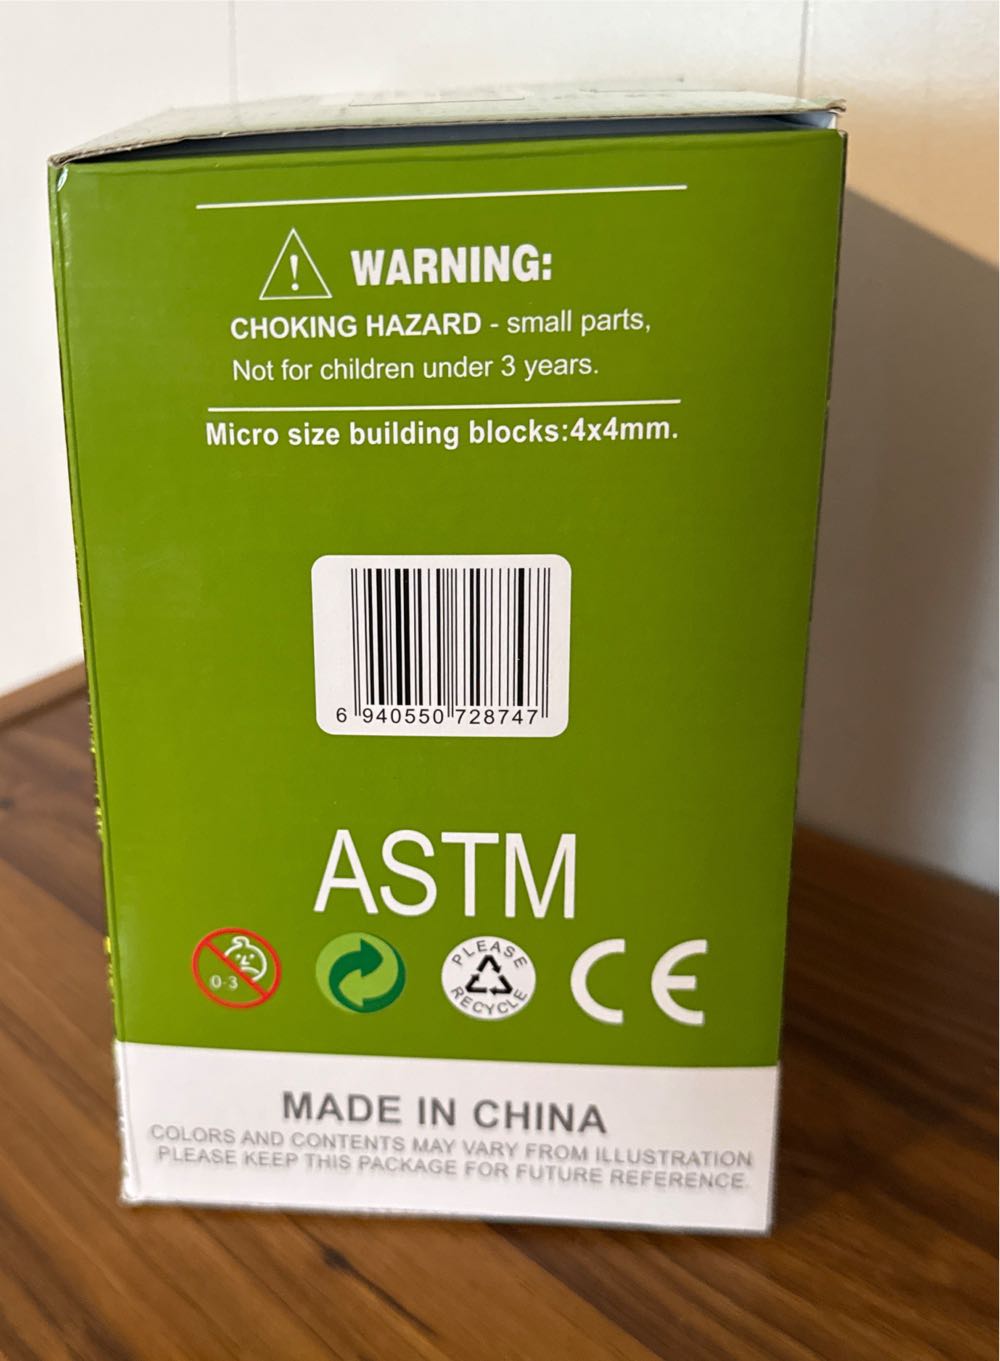 ! WARNING:
CHOKING HAZARD - small parts,
Not for children under 3 years.
Micro size building blocks:4x4mm.
6 940550 728747
ASTM
0-3
PLEASE
RECYCLE
CE
MADE IN CHINA
COLORS AND CONTENTS MAY VARY FROM ILLUSTRATION
PLEASE KEEP THIS PACKAGE FOR FUTURE REFERENCE.